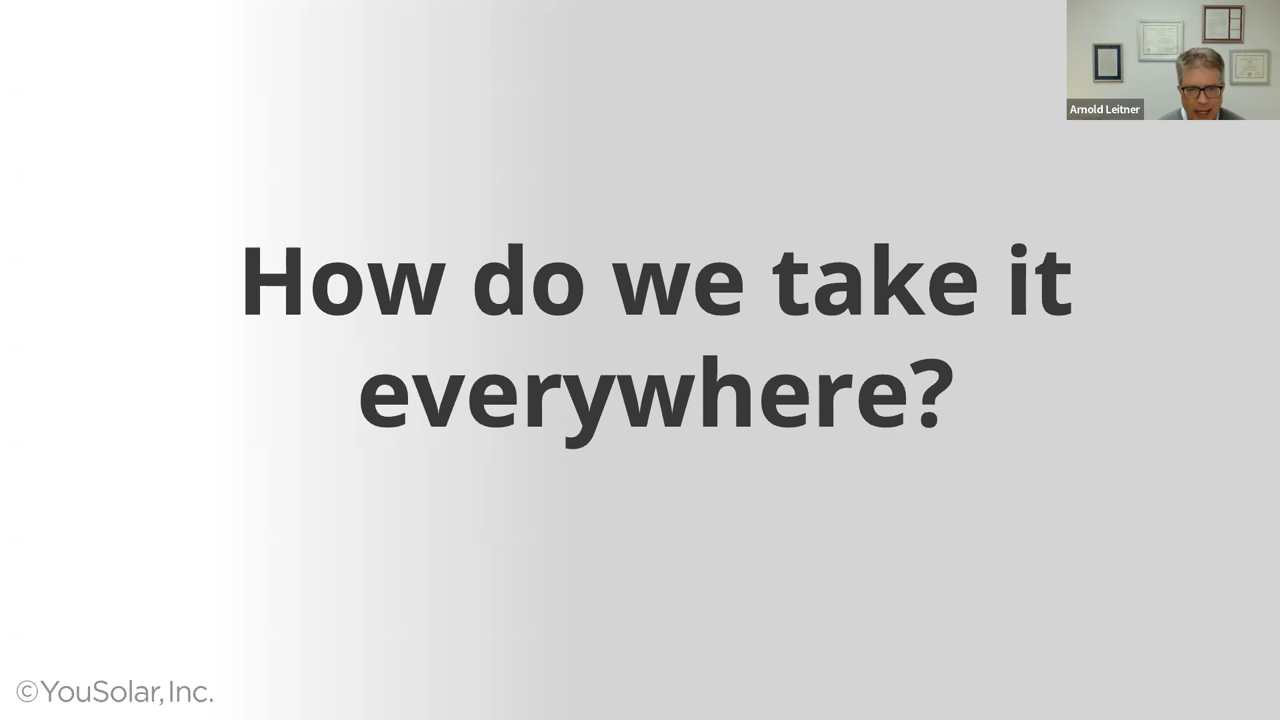 Arnold Leitner
How do we take it
everywhere?
©YouSolar, Inc.